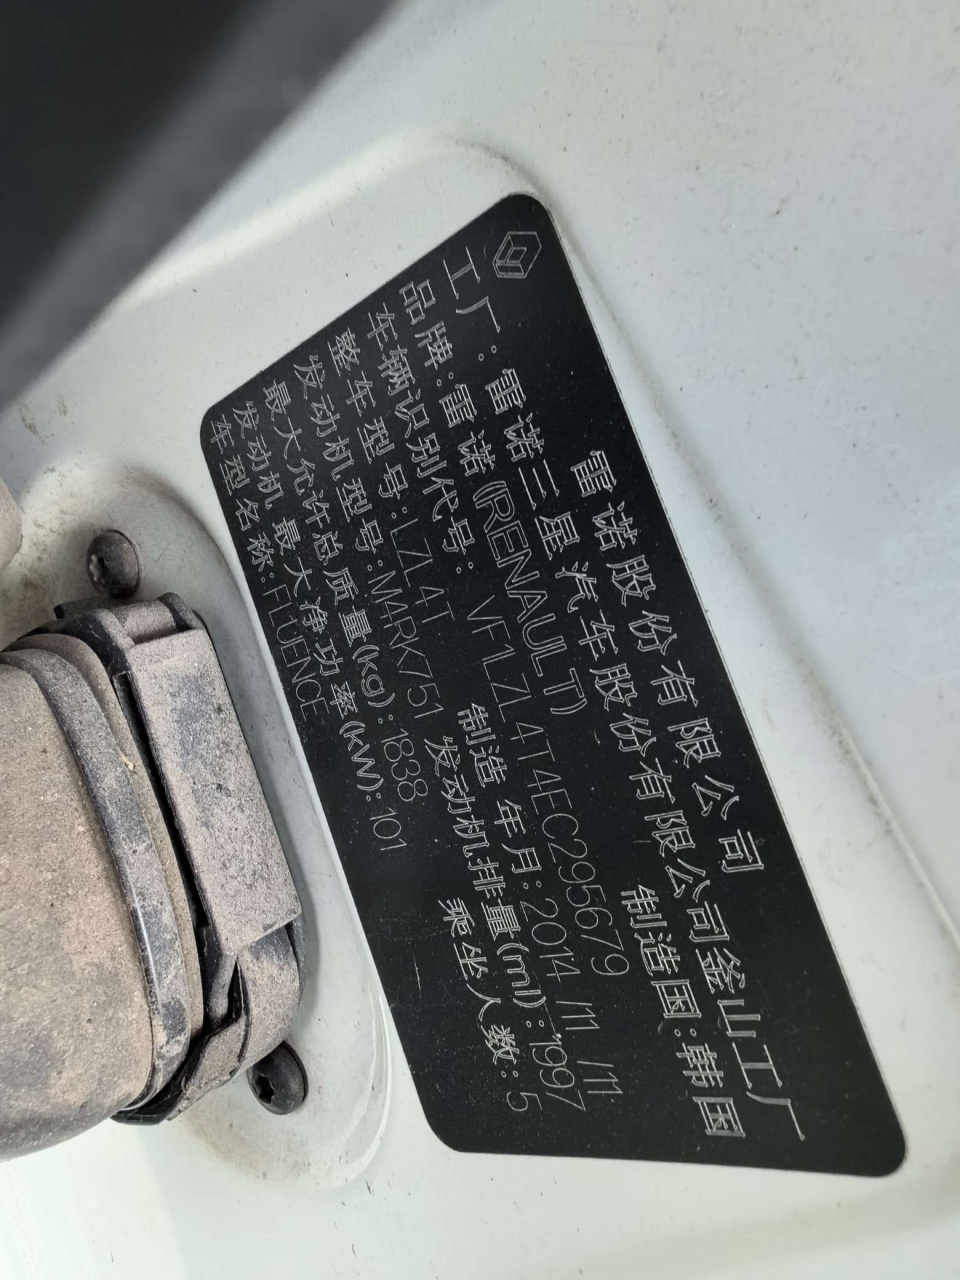 雷诺股份有限公司
工厂:雷诺三星汽车股份有限公司釜山工厂
品牌:雷诺(RENAULT) 制造国:韩国
车辆识别代号: VF1LZL4T4EC295679
整车型号:LZL4T 制造 年月:2014 /11 /11
发动机型号:M4RK751 发动机排量(ml):1997
最大允许总质量(kg):1838 乘坐人数:5
发动机最大净功率(kW):101
车型名称:FLUENCE